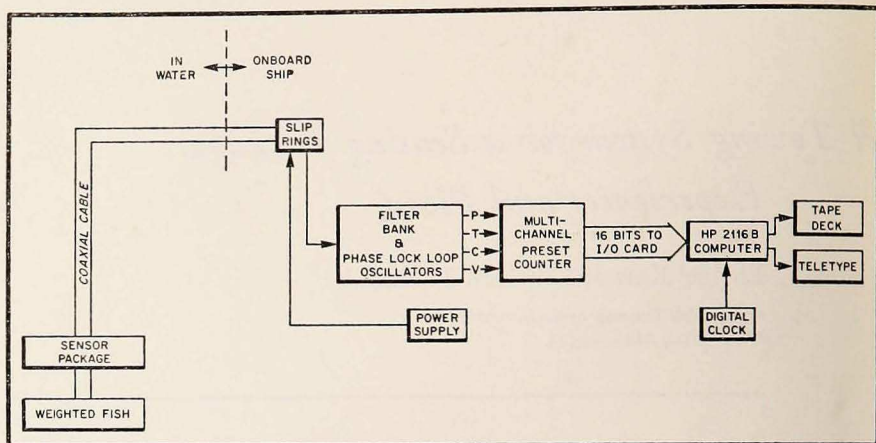 IN
WATER
ONBOARD
SHIP
SLIP
RINGS
COAXIAL CABLE
FILTER
BANK
&
PHASE LOCK LOOP
OSCILLATORS
P
T
C
V
MULTI-
CHANNEL
PRESET
COUNTER
16 BITS TO
I/O CARD
HP 2116 B
COMPUTER
TAPE
DECK
TELETYPE
POWER
SUPPLY
DIGITAL
CLOCK
SENSOR
PACKAGE
WEIGHTED FISH